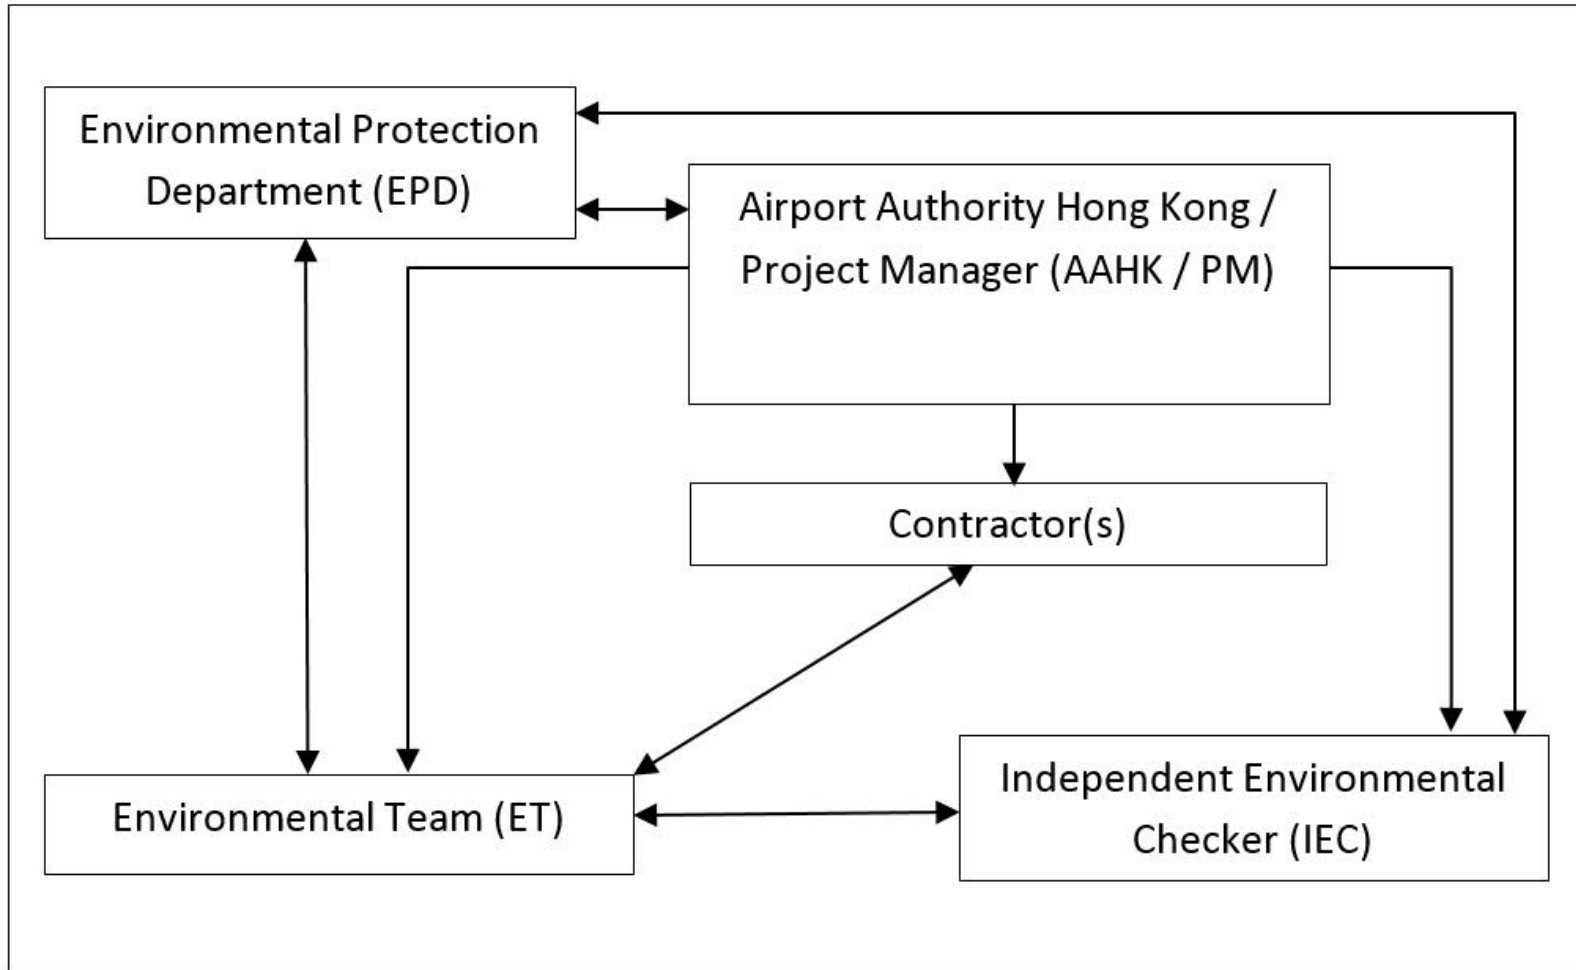 Environmental Protection
Department (EPD)
Airport Authority Hong Kong /
Project Manager (AAHK / PM)
Contractor(s)
Environmental Team (ET)
Independent Environmental
Checker (IEC)